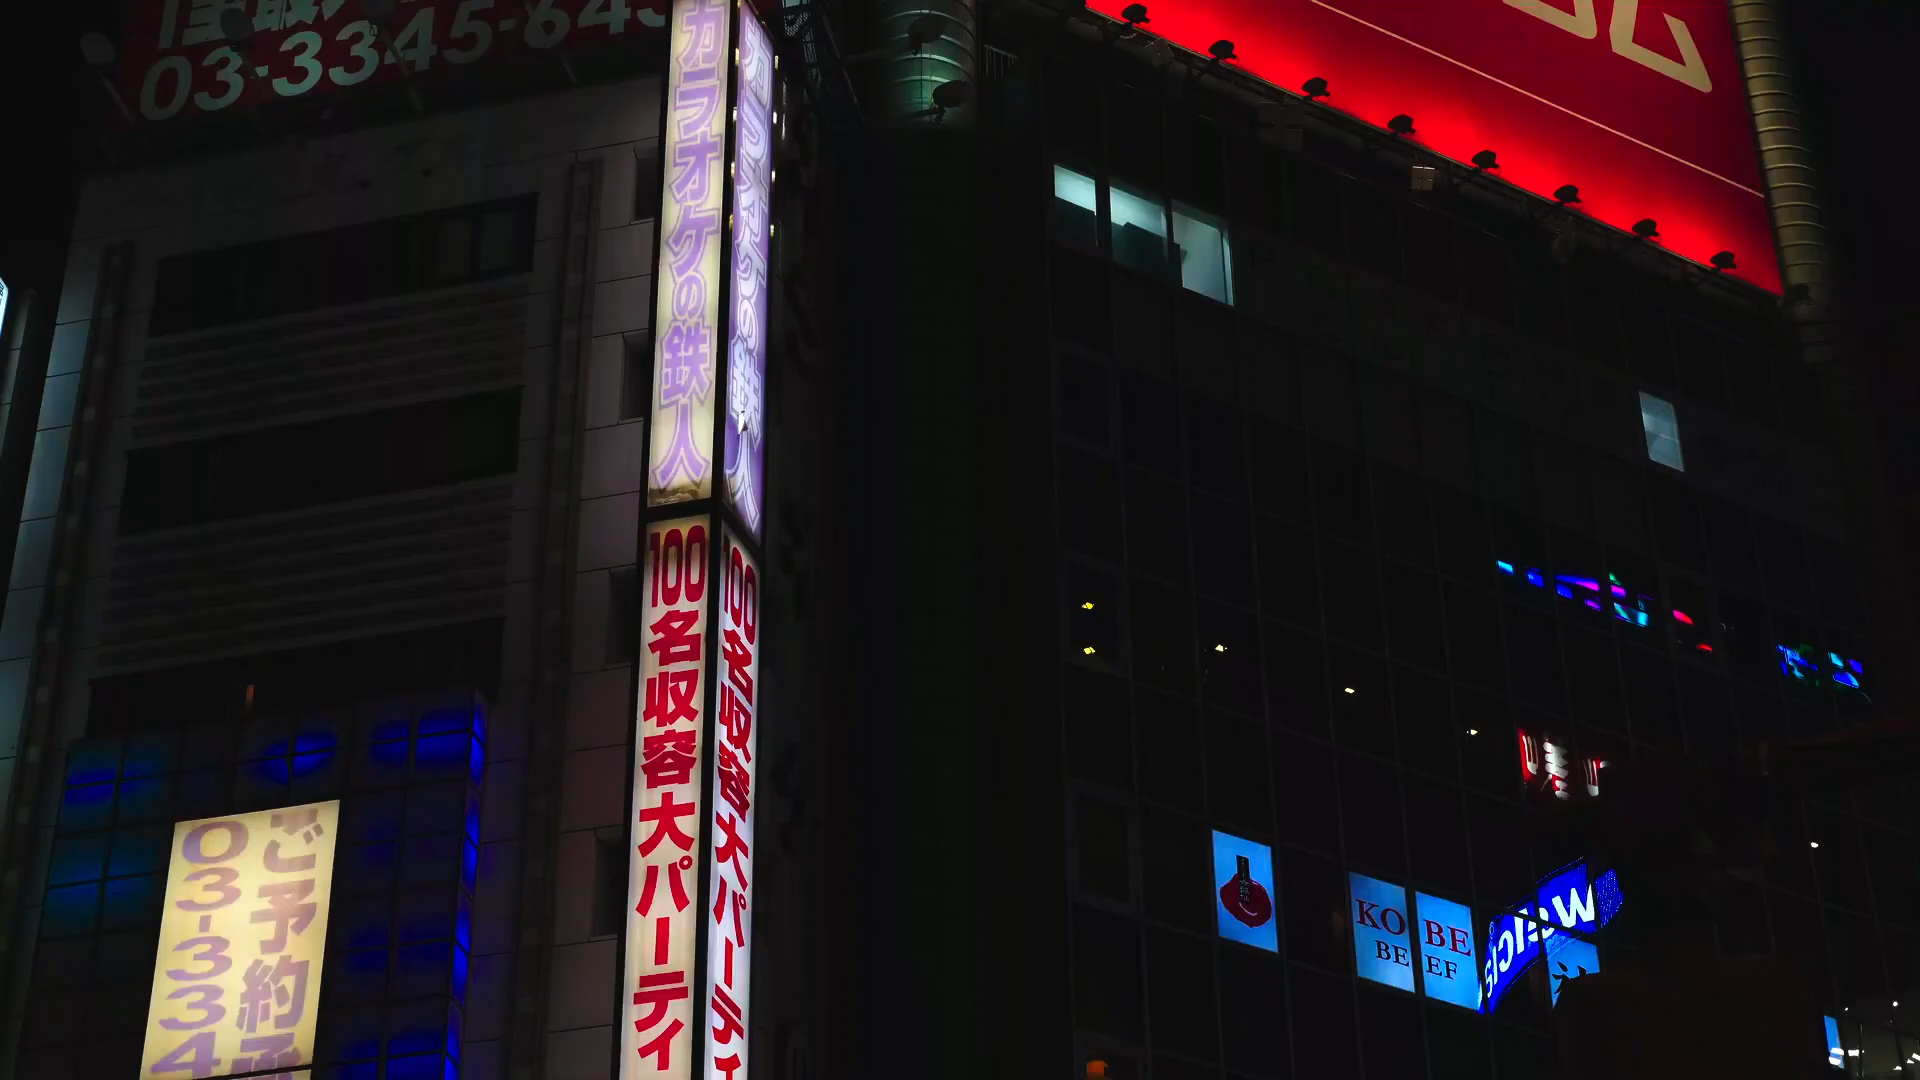 03-3345-645
カラオケの鉄人
カラオケの鉄人
100名収容大パーティ
100名収容大パーティ
ご予約
03-334
KOBE
BEEF